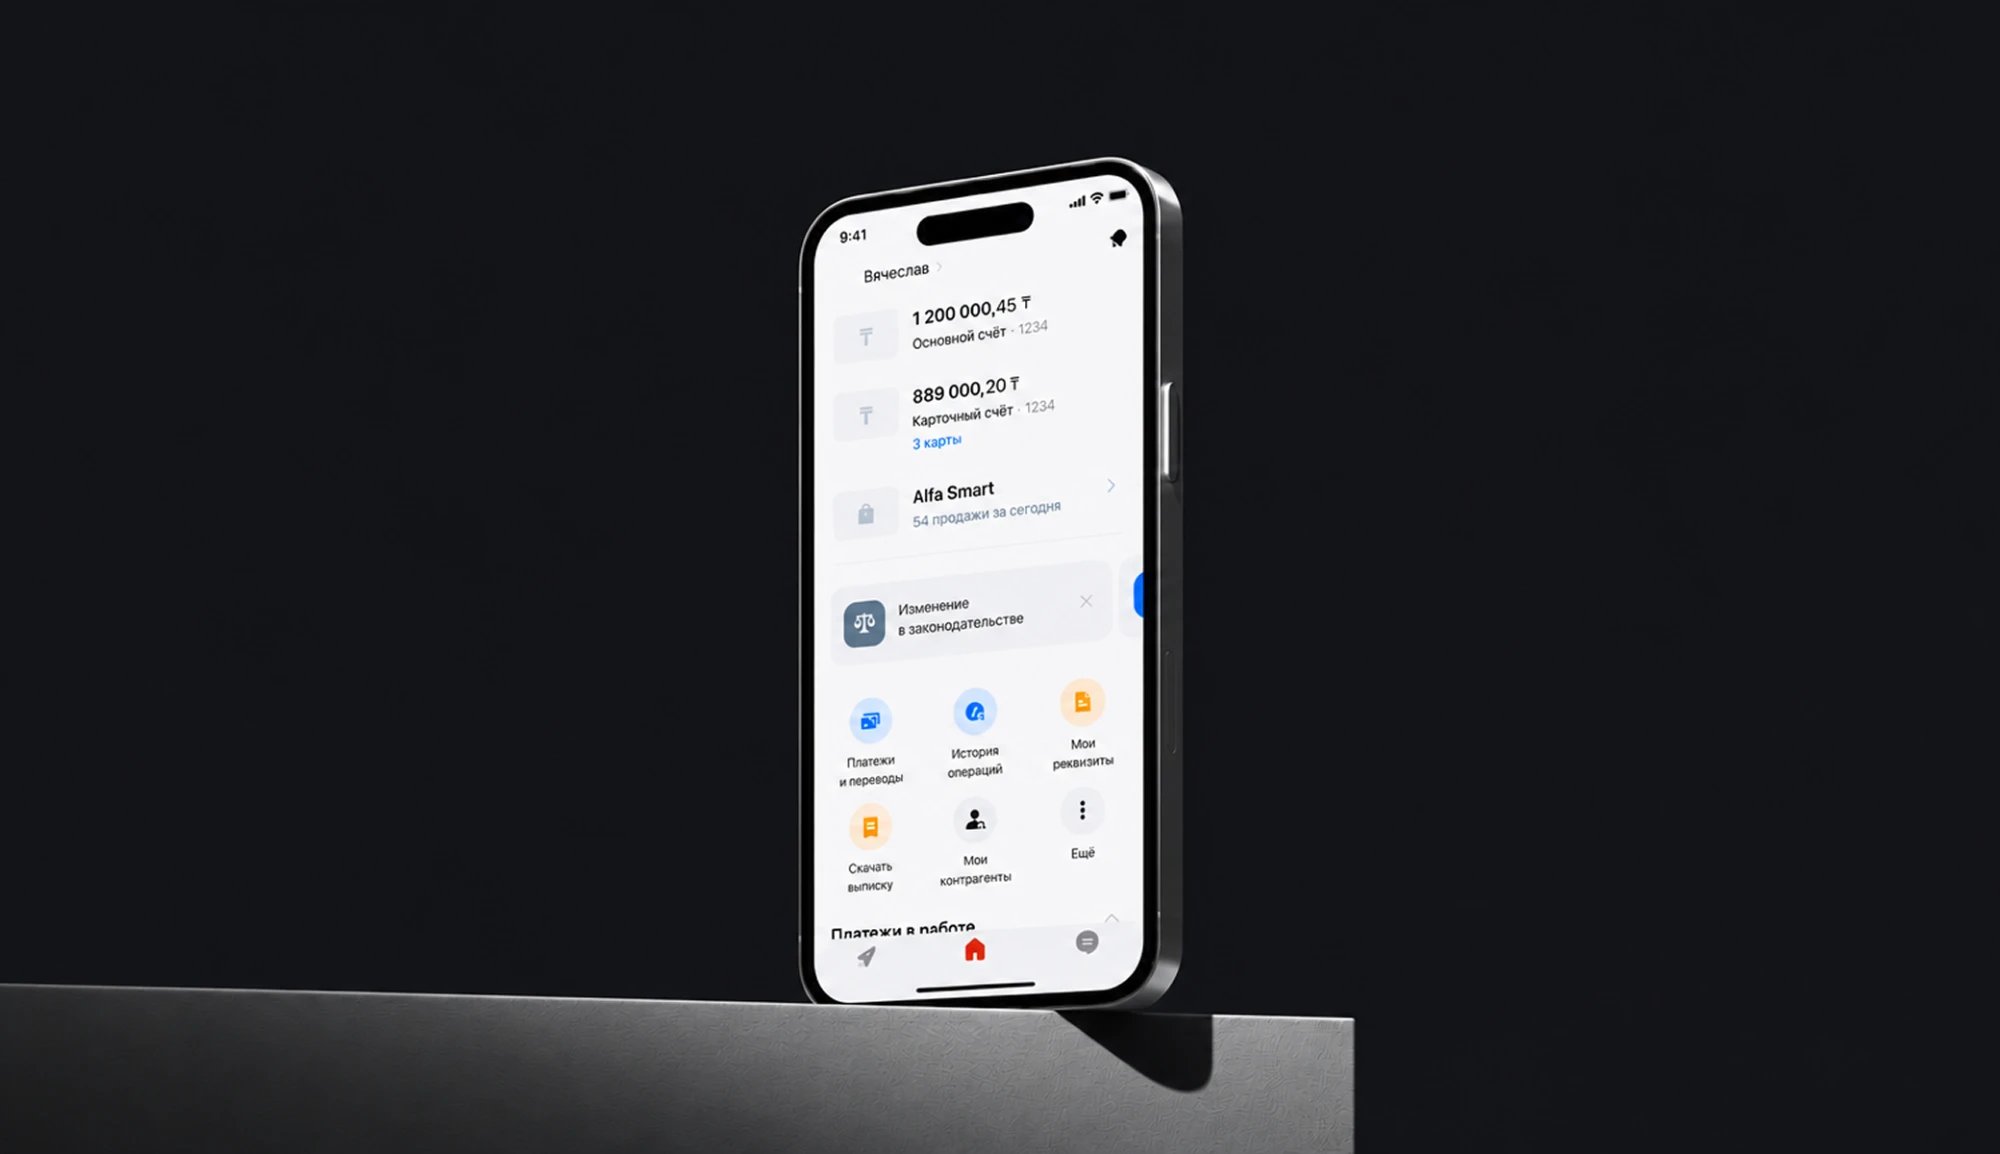 9:41
Вячеслав
1 200 000,45 ₸
Основной счёт · 1234
889 000,20 ₸
Карточный счёт · 1234
3 карты
Alfa Smart
54 продажи за сегодня
Изменение
в законодательстве
Платежи
и переводы
История
операций
Мои
реквизиты
Скачать
выписку
Мои
контрагенты
Ещё
Платежи в работе